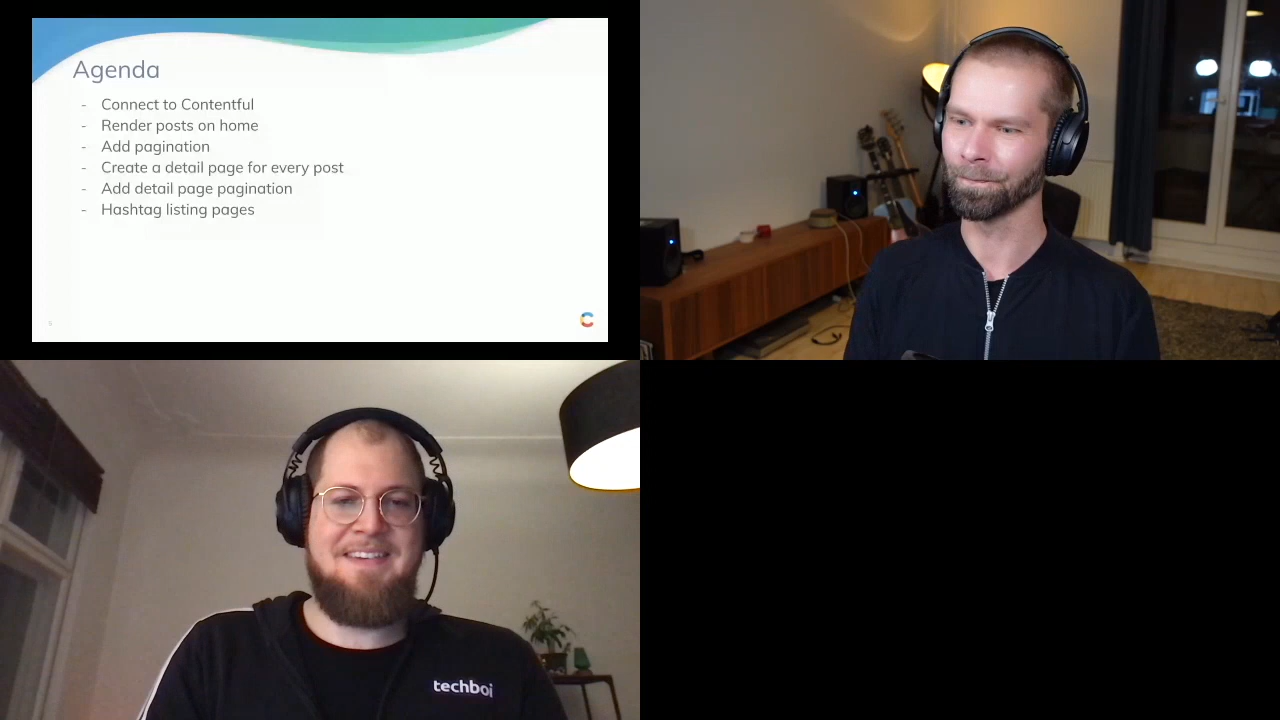 Agenda
- Connect to Contentful
- Render posts on home
- Add pagination
- Create a detail page for every post
- Add detail page pagination
- Hashtag listing pages
5
techboi